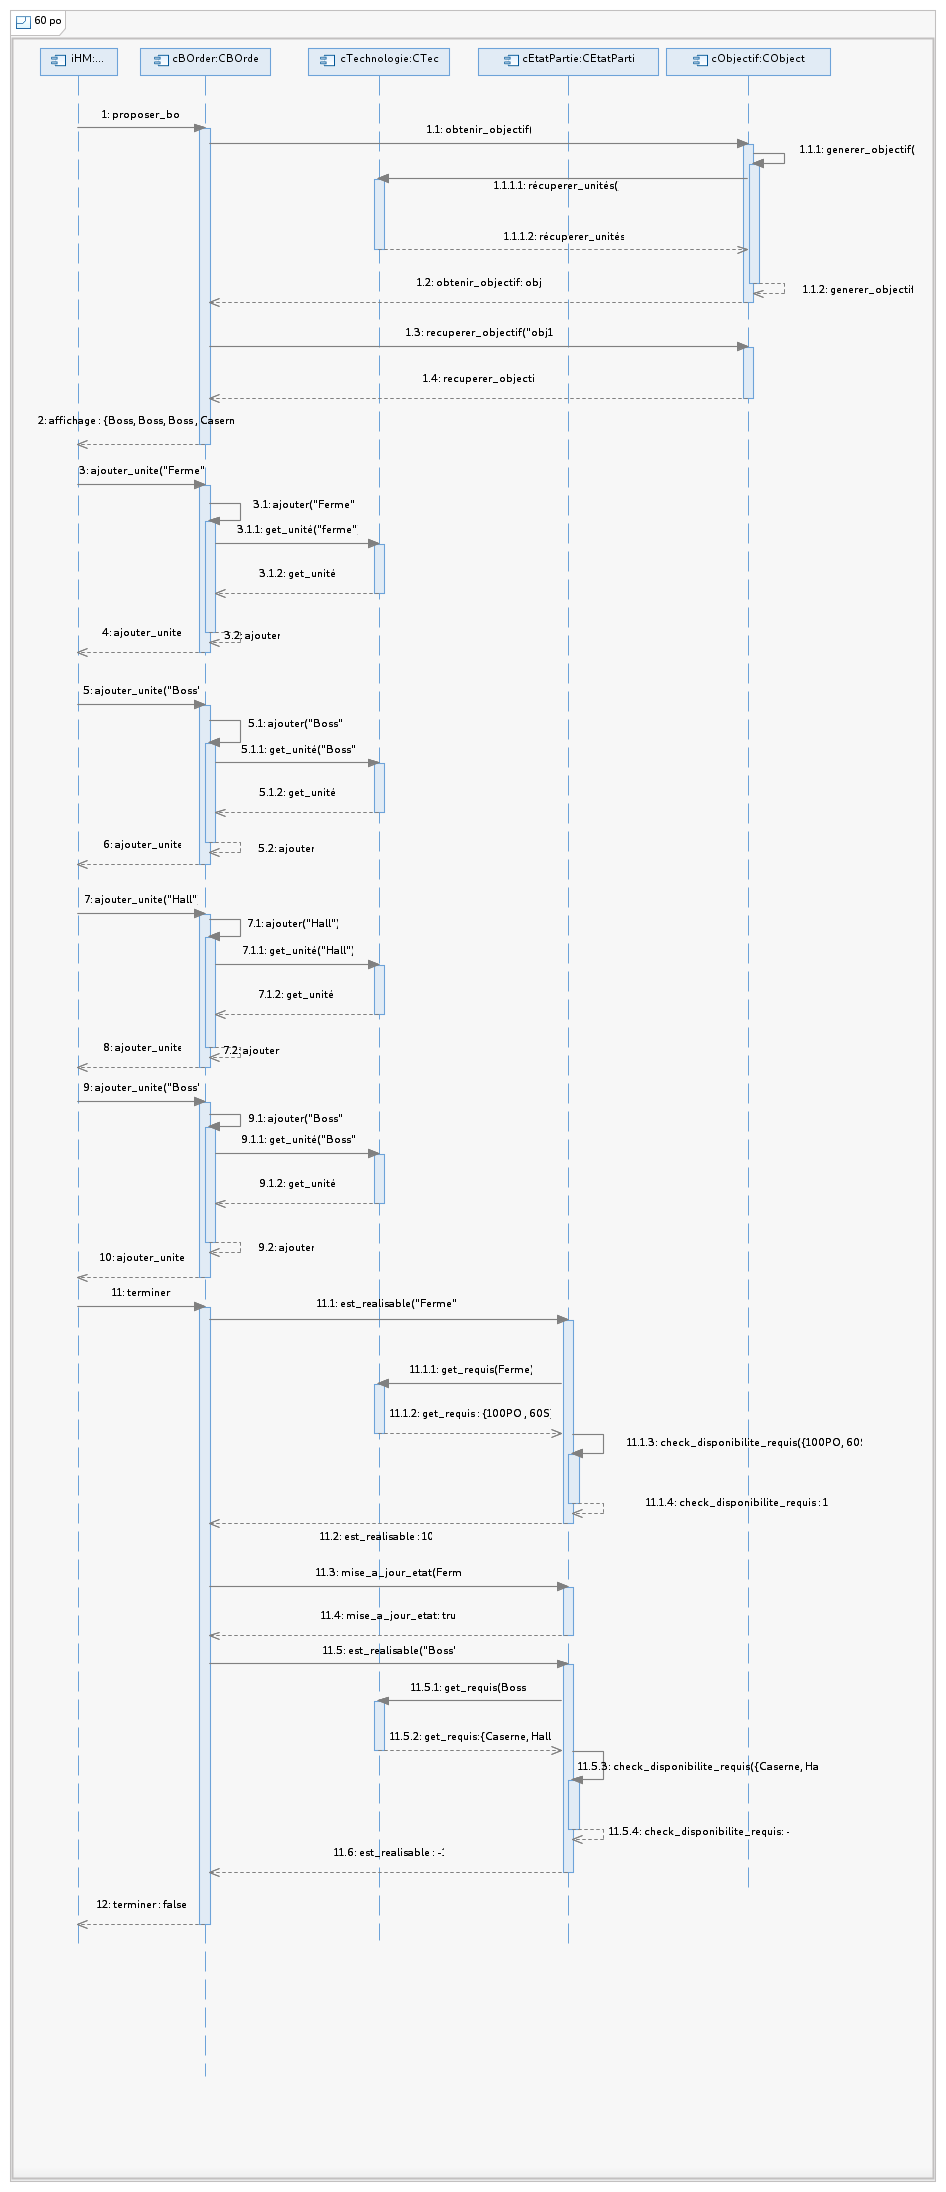 60 po
iHM:...
cBOrder:CBOrde
cTechnologie:CTec
cEtatPartie:CEtatParti
cObjectif:CObject
1: proposer_bo
1.1: obtenir_objectif(
1.1.1: generer_objectif(
1.1.1.1: récuperer_unités(
1.1.1.2: récuperer_unités
1.2: obtenir_objectif: obj
1.1.2: generer_objectif
1.3: recuperer_objectif("obj1
1.4: recuperer_objecti
2: affichage : {Boss, Boss, Boss, Casern
3: ajouter_unite("Ferme"
3.1: ajouter("Ferme"
3.1.1: get_unité("ferme"
3.1.2: get_unité
4: ajouter_unite
3.2: ajouter
5: ajouter_unite("Boss"
5.1: ajouter("Boss"
5.1.1: get_unité("Boss"
5.1.2: get_unité
6: ajouter_unite
5.2: ajouter
7: ajouter_unite("Hall"
7.1: ajouter("Hall")
7.1.1: get_unité("Hall")
7.1.2: get_unité
8: ajouter_unite
7.2: ajouter
9: ajouter_unite("Boss"
9.1: ajouter("Boss"
9.1.1: get_unité("Boss"
9.1.2: get_unité
9.2: ajouter
10: ajouter_unite
11: terminer
11.1: est_realisable("Ferme"
11.1.1: get_requis(Ferme)
11.1.2: get_requis : {100PO , 60S
11.1.3: check_disponibilite_requis({100PO, 60S
11.1.4: check_disponibilite_requis : 1
11.2: est_realisable : 10
11.3: mise_a_jour_etat(Ferm
11.4: mise_a_jour_etat: tru
11.5: est_realisable("Boss"
11.5.1: get_requis(Boss
11.5.2: get_requis:{Caserne, Hall
11.5.3: check_disponibilite_requis({Caserne, Ha
11.5.4: check_disponibilite_requis: -
11.6: est_realisable : -1
12: terminer : false